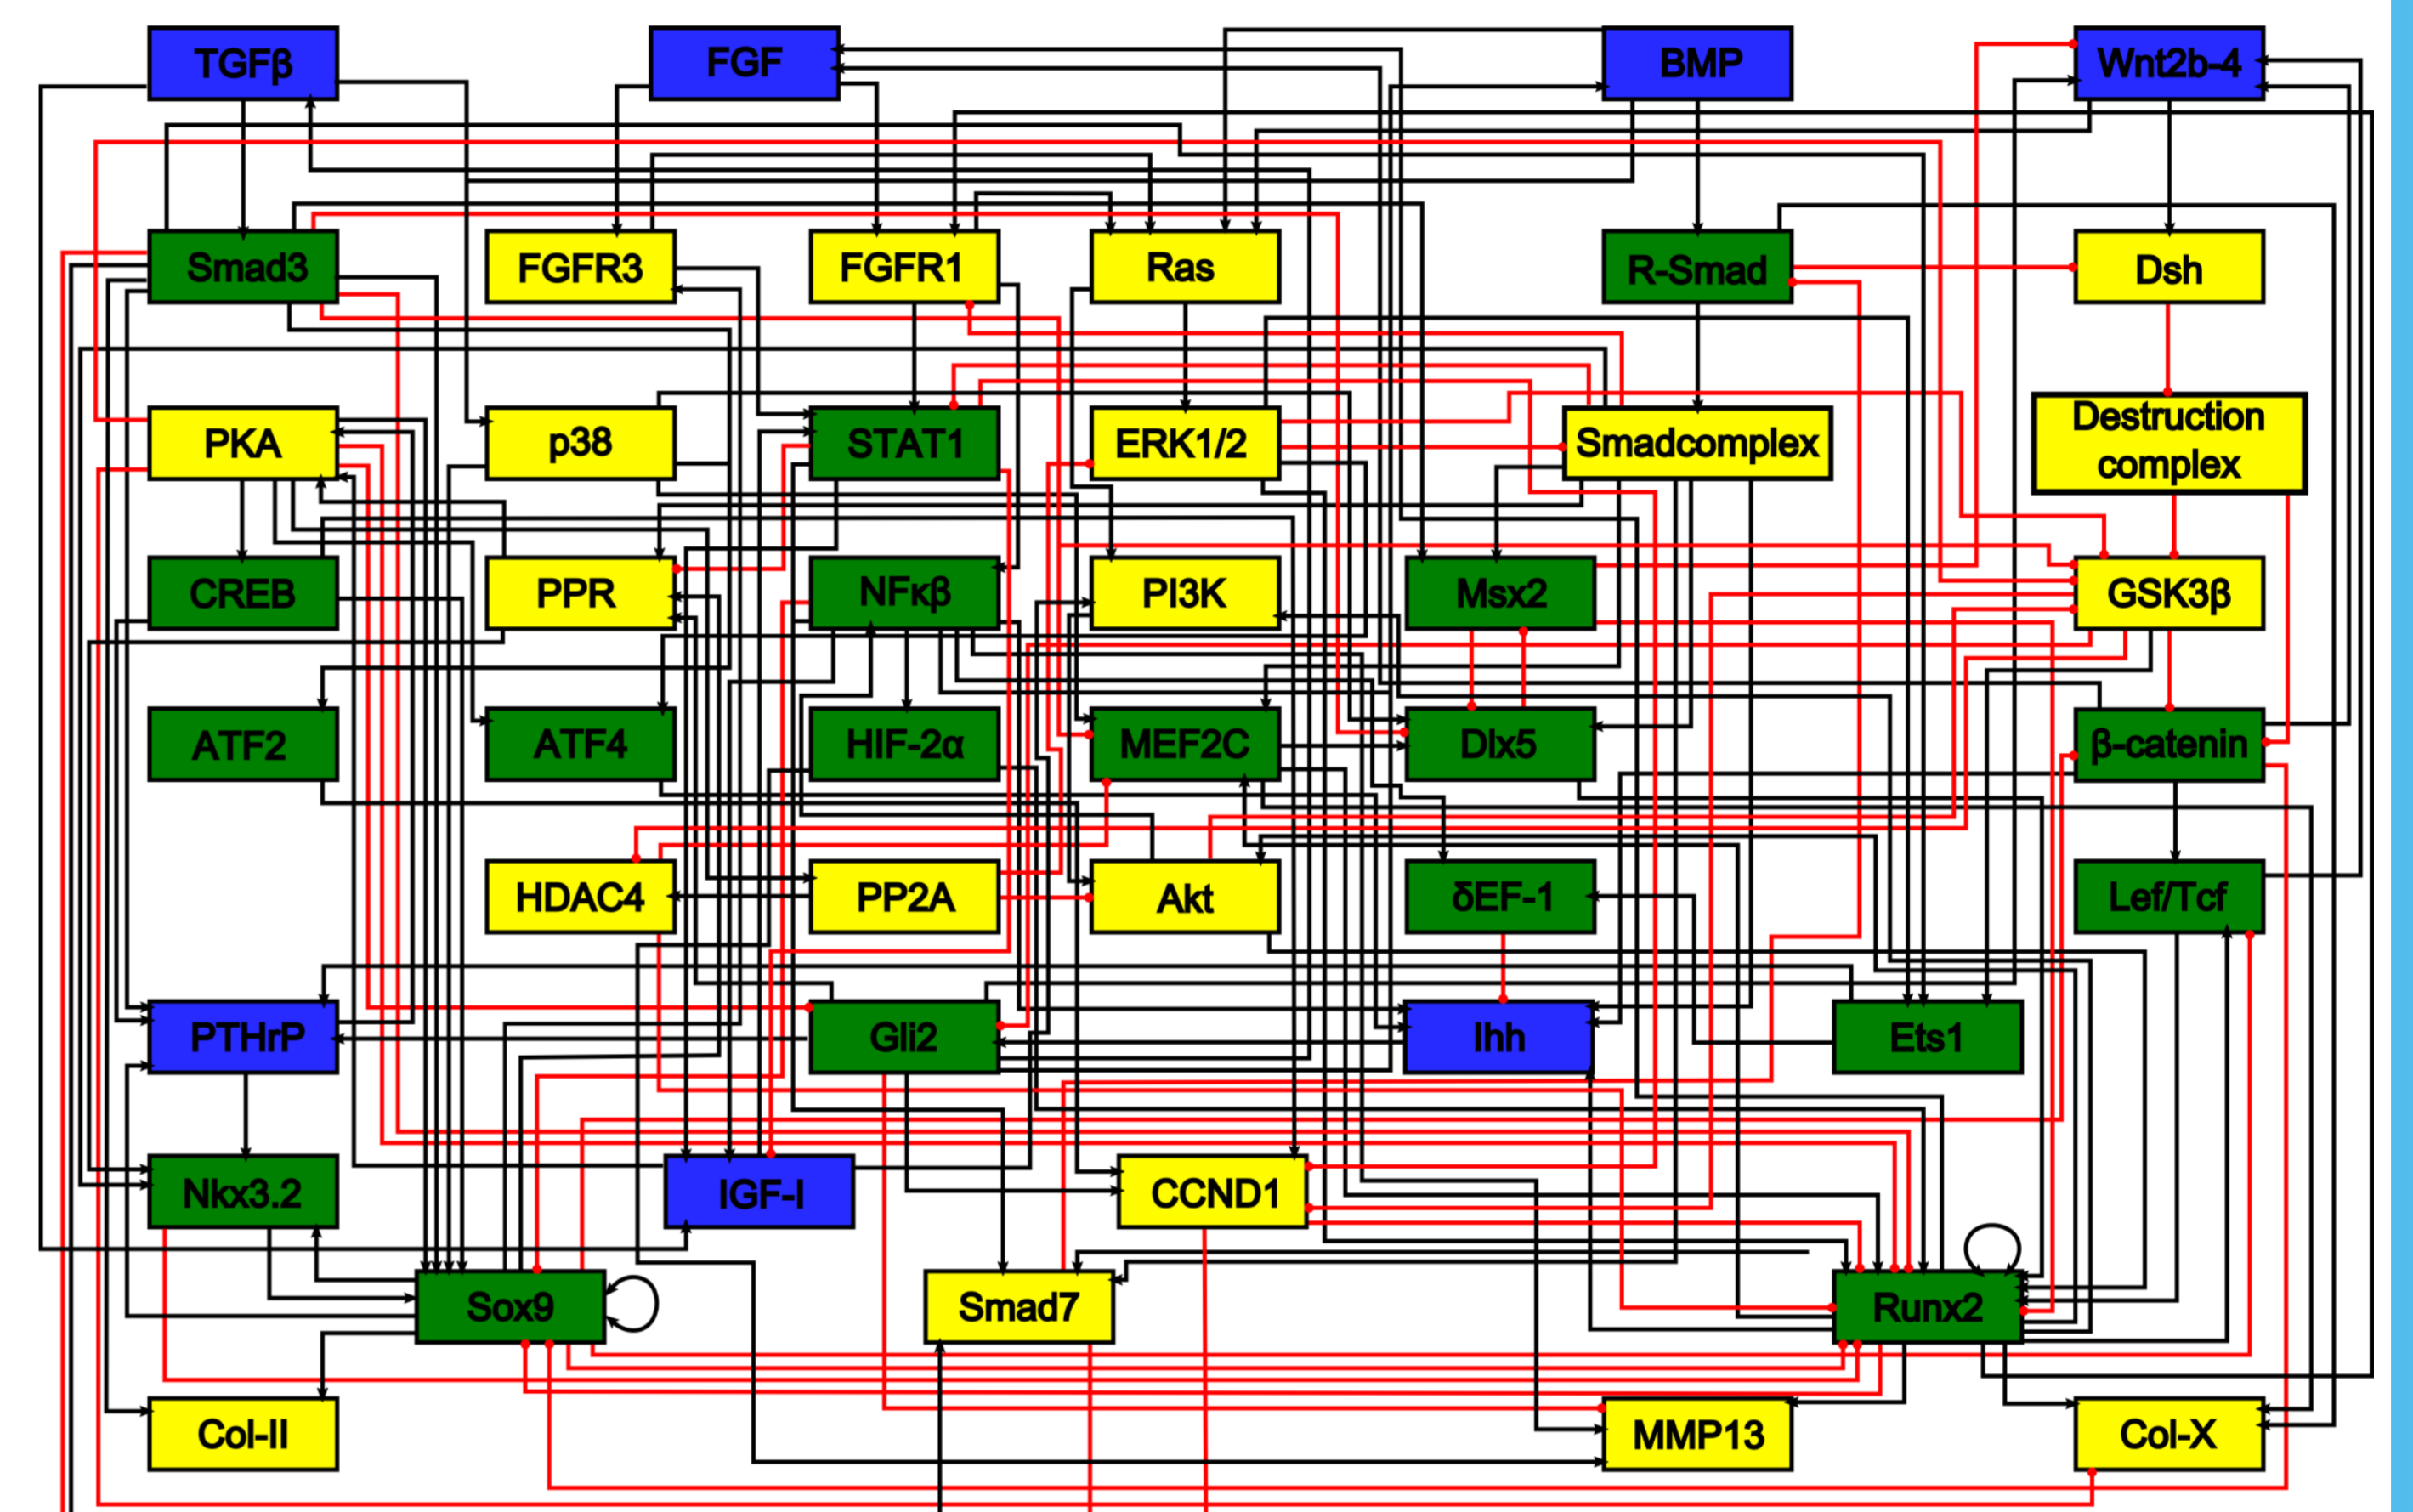 TGFβ
FGF
BMP
Wnt2b-4
Smad3
FGFR3
FGFR1
Ras
R-Smad
Dsh
PKA
p38
STAT1
ERK1/2
Smadcomplex
Destruction
complex
CREB
PPR
NFκβ
PI3K
Msx2
GSK3β
ATF2
ATF4
HIF-2α
MEF2C
Dlx5
β-catenin
HDAC4
PP2A
Akt
δEF-1
Lef/Tcf
PTHrP
Gli2
Ihh
Ets1
Nkx3.2
IGF-I
CCND1
Sox9
Smad7
Runx2
Col-II
MMP13
Col-X